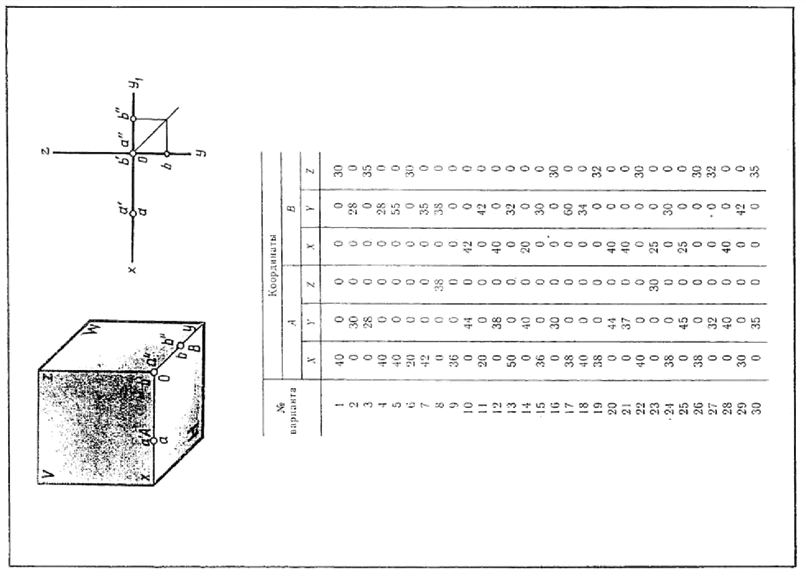 V
Z
W
a' A
a'
a''
X
a
O
b
b''
B
y
z
a'
b' a''
b''
x
a
O
y₁
b
y
№ варианта
Координаты
A B
X Y Z X Y Z
1 40 0 0 0 0 30
2 0 30 0 0 28 0
3 0 28 0 0 0 35
4 40 0 0 0 28 0
5 40 0 0 0 55 0
6 20 0 0 0 0 30
7 42 0 0 0 35 0
8 0 0 38 0 38 0
9 36 0 0 0 0 0
10 0 44 0 42 0 0
11 20 0 0 0 42 0
12 0 38 0 40 0 0
13 50 0 0 0 32 0
14 0 40 0 20 0 0
15 36 0 0 0 30 0
16 0 30 0 0 0 30
17 38 0 0 0 60 0
18 40 0 0 0 34 0
19 38 0 0 0 0 32
20 0 44 0 40 0 0
21 0 37 0 40 0 0
22 40 0 0 0 0 30
23 0 0 30 25 0 0
24 38 0 0 0 30 0
25 0 45 0 25 0 0
26 38 0 0 0 0 30
27 0 32 0 0 0 32
28 0 40 0 40 0 0
29 30 0 0 0 42 0
30 0 35 0 0 0 35